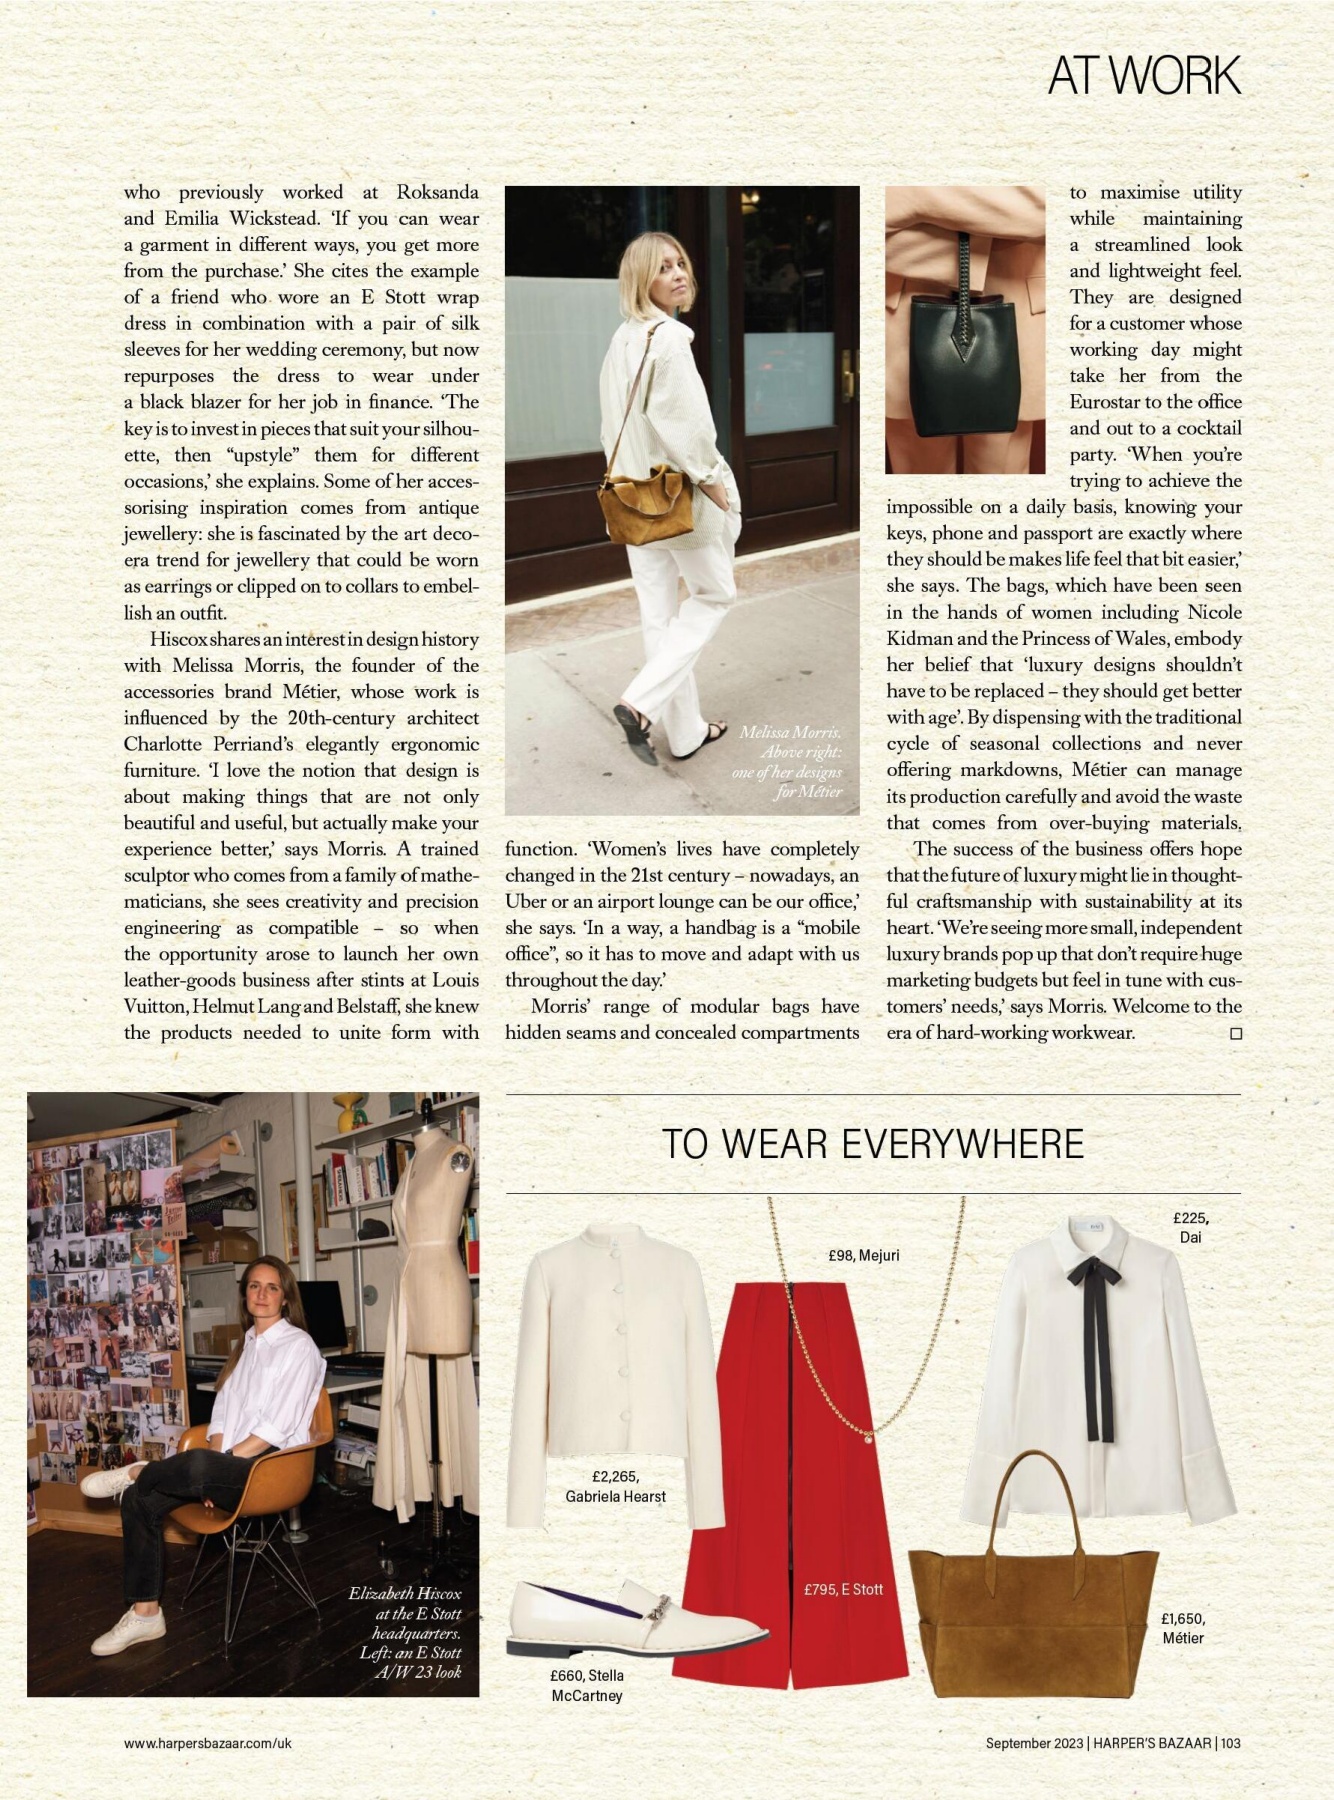 AT WORK
who previously worked at Roksanda
and Emilia Wickstead. ‘If you can wear
a garment in different ways, you get more
from the purchase.’ She cites the example
of a friend who wore an E Stott wrap
dress in combination with a pair of silk
sleeves for her wedding ceremony, but now
repurposes the dress to wear under
a black blazer for her job in finance. ‘The
key is to invest in pieces that suit your silhou-
ette, then “upstyle” them for different
occasions,’ she explains. Some of her acces-
sorising inspiration comes from antique
jewellery: she is fascinated by the art deco-
era trend for jewellery that could be worn
as earrings or clipped on to collars to embel-
lish an outfit.
Hiscox shares an interest in design history
with Melissa Morris, the founder of the
accessories brand Métier, whose work is
influenced by the 20th-century architect
Charlotte Perriand’s elegantly ergonomic
furniture. ‘I love the notion that design is
about making things that are not only
beautiful and useful, but actually make your
experience better,’ says Morris. A trained
sculptor who comes from a family of mathe-
maticians, she sees creativity and precision
engineering as compatible – so when
the opportunity arose to launch her own
leather-goods business after stints at Louis
Vuitton, Helmut Lang and Belstaff, she knew
the products needed to unite form with
Melissa Morris.
Above right:
one of her designs
for Métier
function. ‘Women’s lives have completely
changed in the 21st century – nowadays, an
Uber or an airport lounge can be our office,’
she says. ‘In a way, a handbag is a “mobile
office”, so it has to move and adapt with us
throughout the day.’
Morris’ range of modular bags have
hidden seams and concealed compartments
to maximise utility
while maintaining
a streamlined look
and lightweight feel.
They are designed
for a customer whose
working day might
take her from the
Eurostar to the office
and out to a cocktail
party. ‘When you’re
trying to achieve the
impossible on a daily basis, knowing your
keys, phone and passport are exactly where
they should be makes life feel that bit easier,’
she says. The bags, which have been seen
in the hands of women including Nicole
Kidman and the Princess of Wales, embody
her belief that ‘luxury designs shouldn’t
have to be replaced – they should get better
with age’. By dispensing with the traditional
cycle of seasonal collections and never
offering markdowns, Métier can manage
its production carefully and avoid the waste
that comes from over-buying materials.
The success of the business offers hope
that the future of luxury might lie in thought-
ful craftsmanship with sustainability at its
heart. ‘We’re seeing more small, independent
luxury brands pop up that don’t require huge
marketing budgets but feel in tune with cus-
tomers’ needs,’ says Morris. Welcome to the
era of hard-working workwear. □
Elizabeth Hiscox
at the E Stott
headquarters.
Left: an E Stott
A/W 23 look
TO WEAR EVERYWHERE
£2,265,
Gabriela Hearst
£98, Mejuri
£225,
Dai
£795, E Stott
£660, Stella
McCartney
£1,650,
Métier
www.harpersbazaar.com/uk
September 2023 | HARPER’S BAZAAR | 103